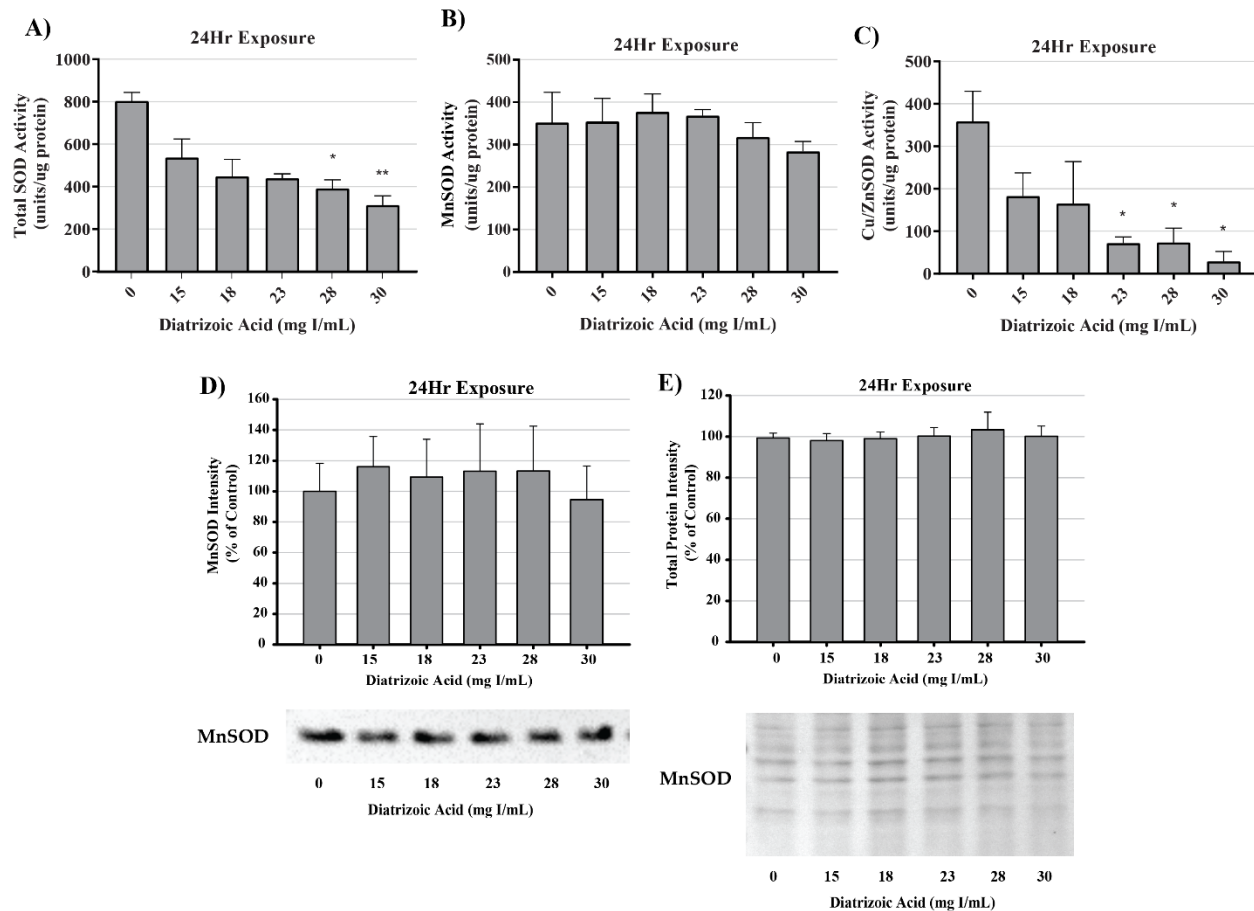 A)
24Hr Exposure
Total SOD Activity
(units/ug protein)
1000
800
600
400
200
0
*
**
0 15 18 23 28 30
Diatrizoic Acid (mg I/mL)
B)
24Hr Exposure
MnSOD Activity
(units/ug protein)
500
400
300
200
100
0
0 15 18 23 28 30
Diatrizoic Acid (mg I/mL)
C)
24Hr Exposure
Cu/ZnSOD Activity
(units/ug protein)
500
400
300
200
100
0
* * *
0 15 18 23 28 30
Diatrizoic Acid (mg I/mL)
D)
24Hr Exposure
MnSOD Intensity
(% of Control)
160
140
120
100
80
60
40
20
0
0 15 18 23 28 30
Diatrizoic Acid (mg I/mL)
MnSOD
0 15 18 23 28 30
Diatrizoic Acid (mg I/mL)
E)
24Hr Exposure
Total Protein Intensity
(% of Control)
120
100
80
60
40
20
0
0 15 18 23 28 30
Diatrizoic Acid (mg I/mL)
MnSOD
0 15 18 23 28 30
Diatrizoic Acid (mg I/mL)